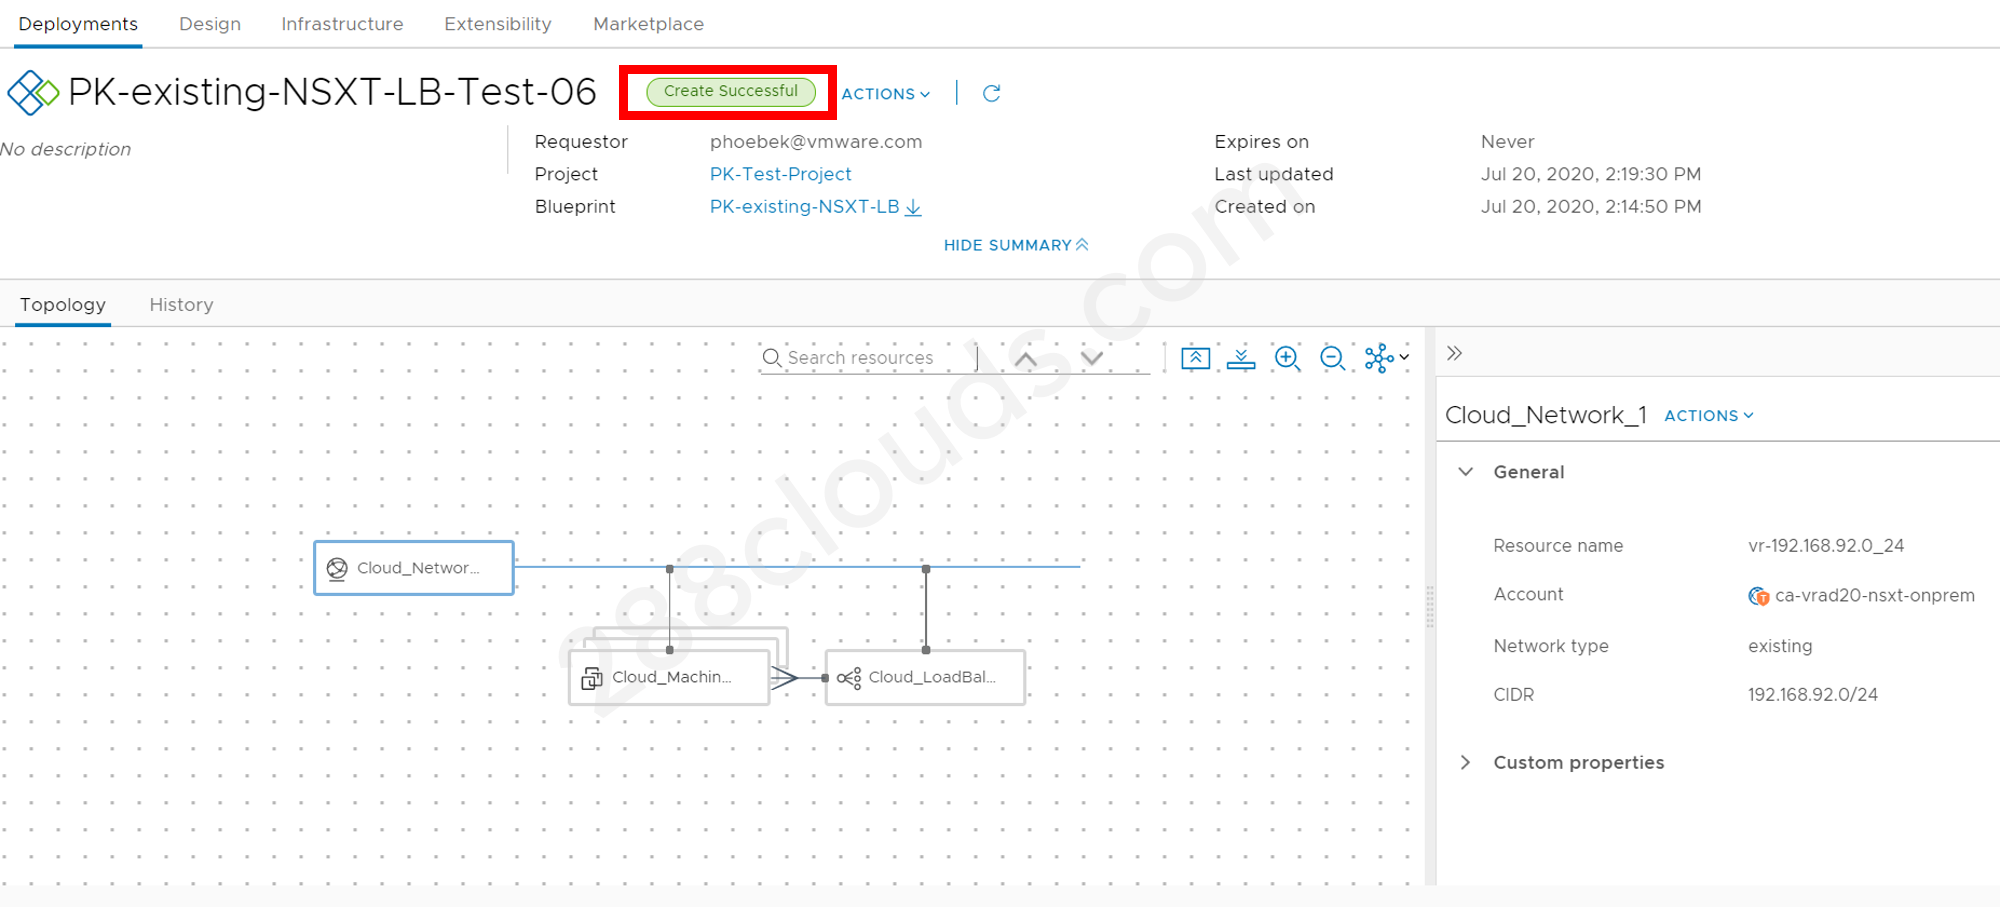 Deployments Design Infrastructure Extensibility Marketplace
PK-existing-NSXT-LB-Test-06 Create Successful ACTIONS
No description
Requestor phoebek@vmware.com Expires on Never
Project PK-Test-Project Last updated Jul 20, 2020, 2:19:30 PM
Blueprint PK-existing-NSXT-LB Created on Jul 20, 2020, 2:14:50 PM
HIDE SUMMARY
Topology History
Search resources
Cloud_Network_1 ACTIONS
General
Resource name vr-192.168.92.0_24
Account ca-vrad20-nsxt-onprem
Network type existing
CIDR 192.168.92.0/24
Custom properties
Cloud_Networ...
Cloud_Machin... Cloud_LoadBal...
288clouds.com